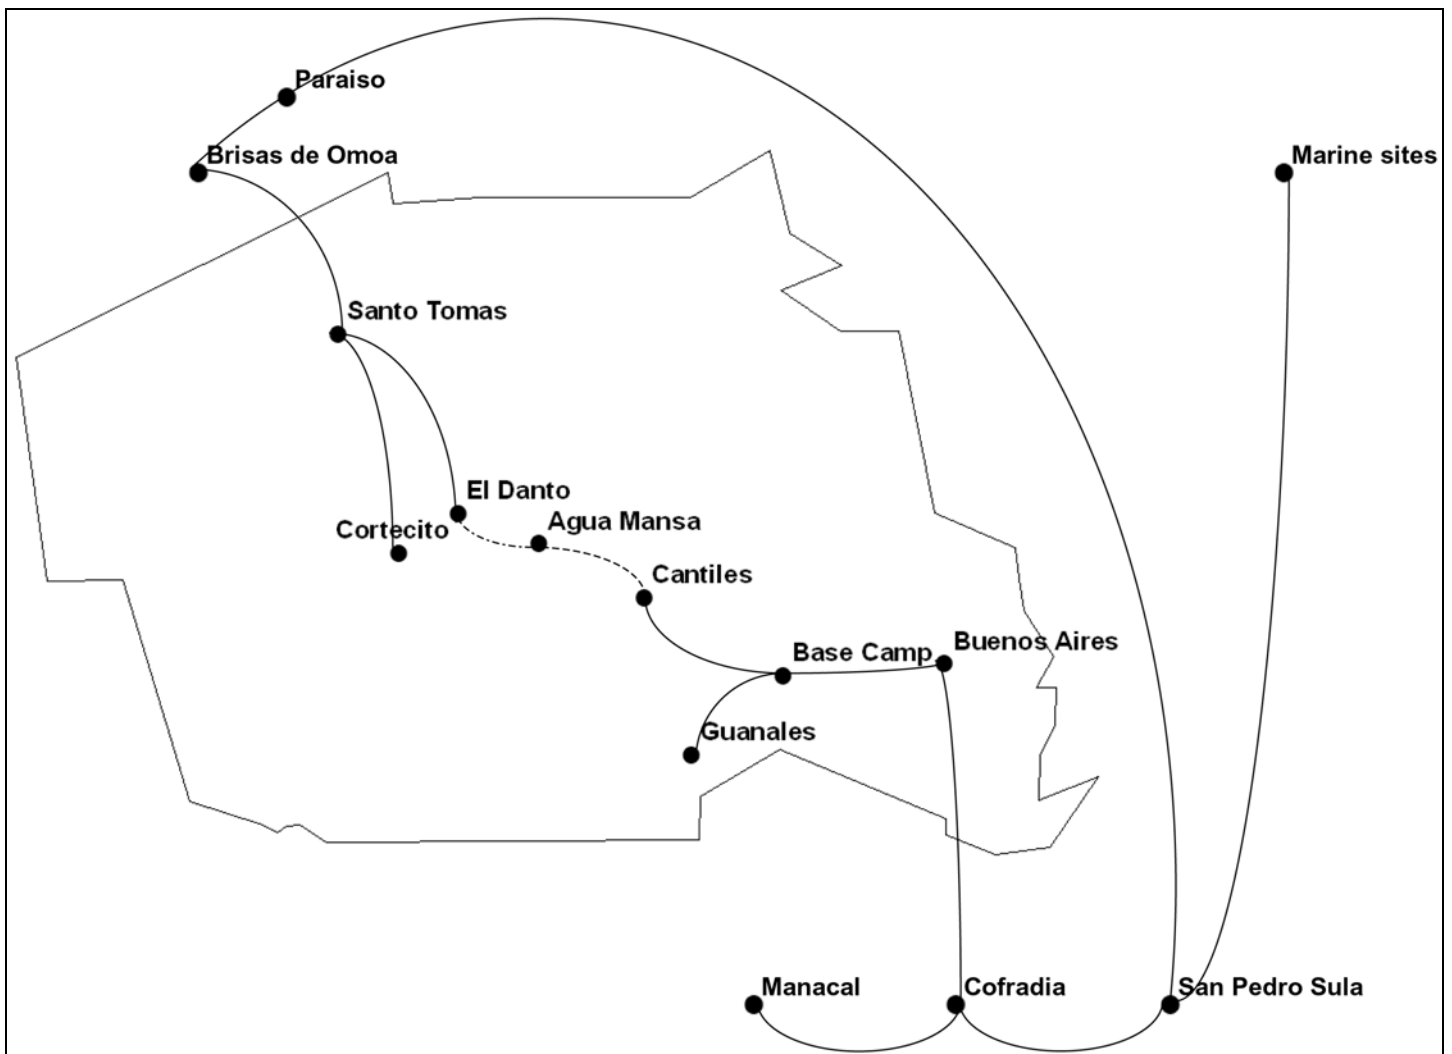 Paraiso
Brisas de Omoa
Marine sites
Santo Tomas
El Danto
Agua Mansa
Cortecito
Cantiles
Buenos Aires
Base Camp
Guanales
Manacal
Cofradia
San Pedro Sula